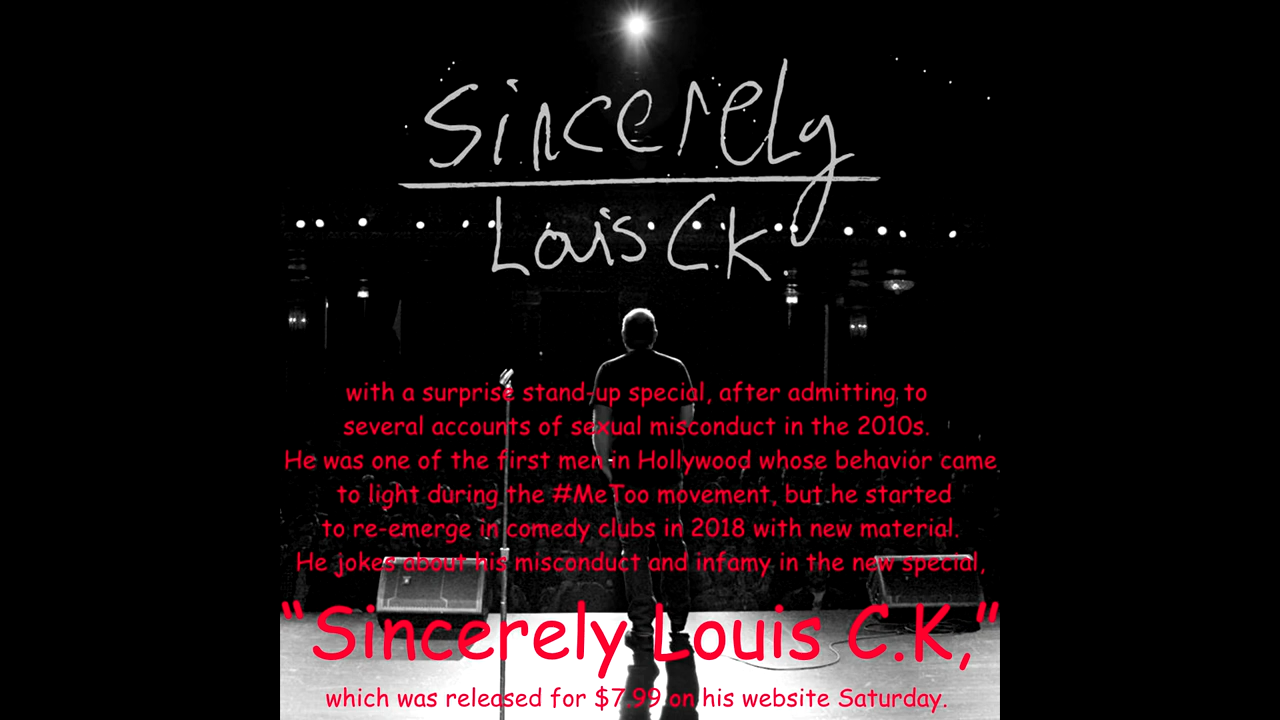 Sincerely
Louis C.K
with a surprise stand-up special, after admitting to
several accounts of sexual misconduct in the 2010s.
He was one of the first men in Hollywood whose behavior came
to light during the #MeToo movement, but he started
to re-emerge in comedy clubs in 2018 with new material.
He jokes about his misconduct and infamy in the new special,
“Sincerely Louis C.K,”
which was released for $7.99 on his website Saturday.